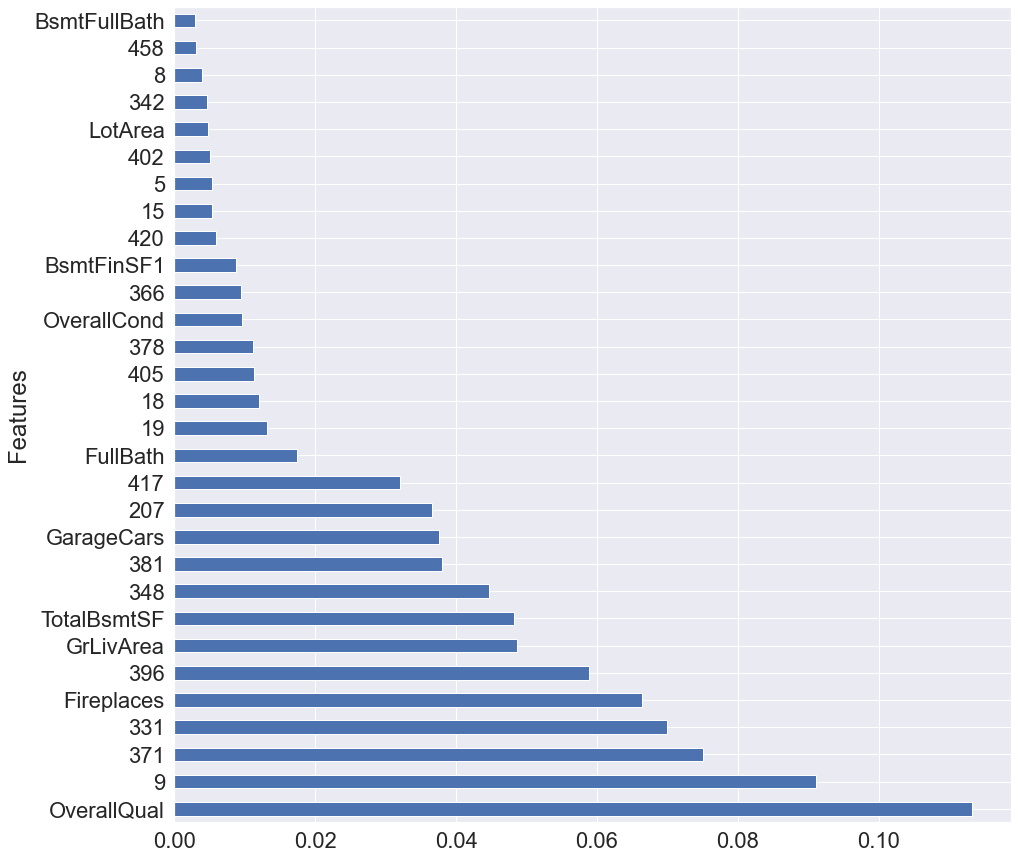 BsmtFullBath
458
8
342
LotArea
402
5
15
420
BsmtFinSF1
366
OverallCond
378
405
18
19
FullBath
417
207
GarageCars
381
348
TotalBsmtSF
GrLivArea
396
Fireplaces
331
371
9
OverallQual
Features
0.00 0.02 0.04 0.06 0.08 0.10